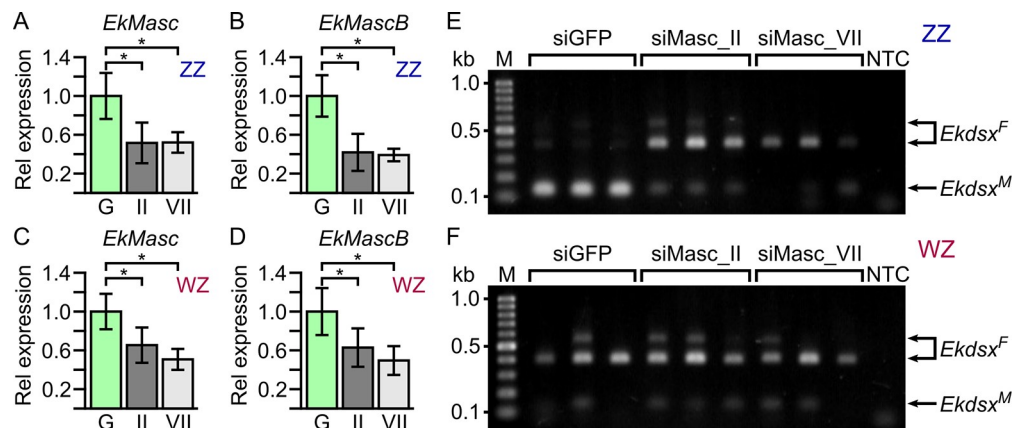 A EkMasc
Rel expression
1.4
1.0
0.6
0.2
*
*
ZZ
G II VII
B EkMascB
Rel expression
1.4
1.0
0.6
0.2
*
*
ZZ
G II VII
C EkMasc
Rel expression
1.4
1.0
0.6
0.2
*
*
WZ
G II VII
D EkMascB
Rel expression
1.4
1.0
0.6
0.2
*
*
WZ
G II VII
E
ZZ
siGFP siMasc_II siMasc_VII
kb M NTC
1.0
0.5
0.1
EkdsxF
EkdsxM
F
WZ
siGFP siMasc_II siMasc_VII
kb M NTC
1.0
0.5
0.1
EkdsxF
EkdsxM